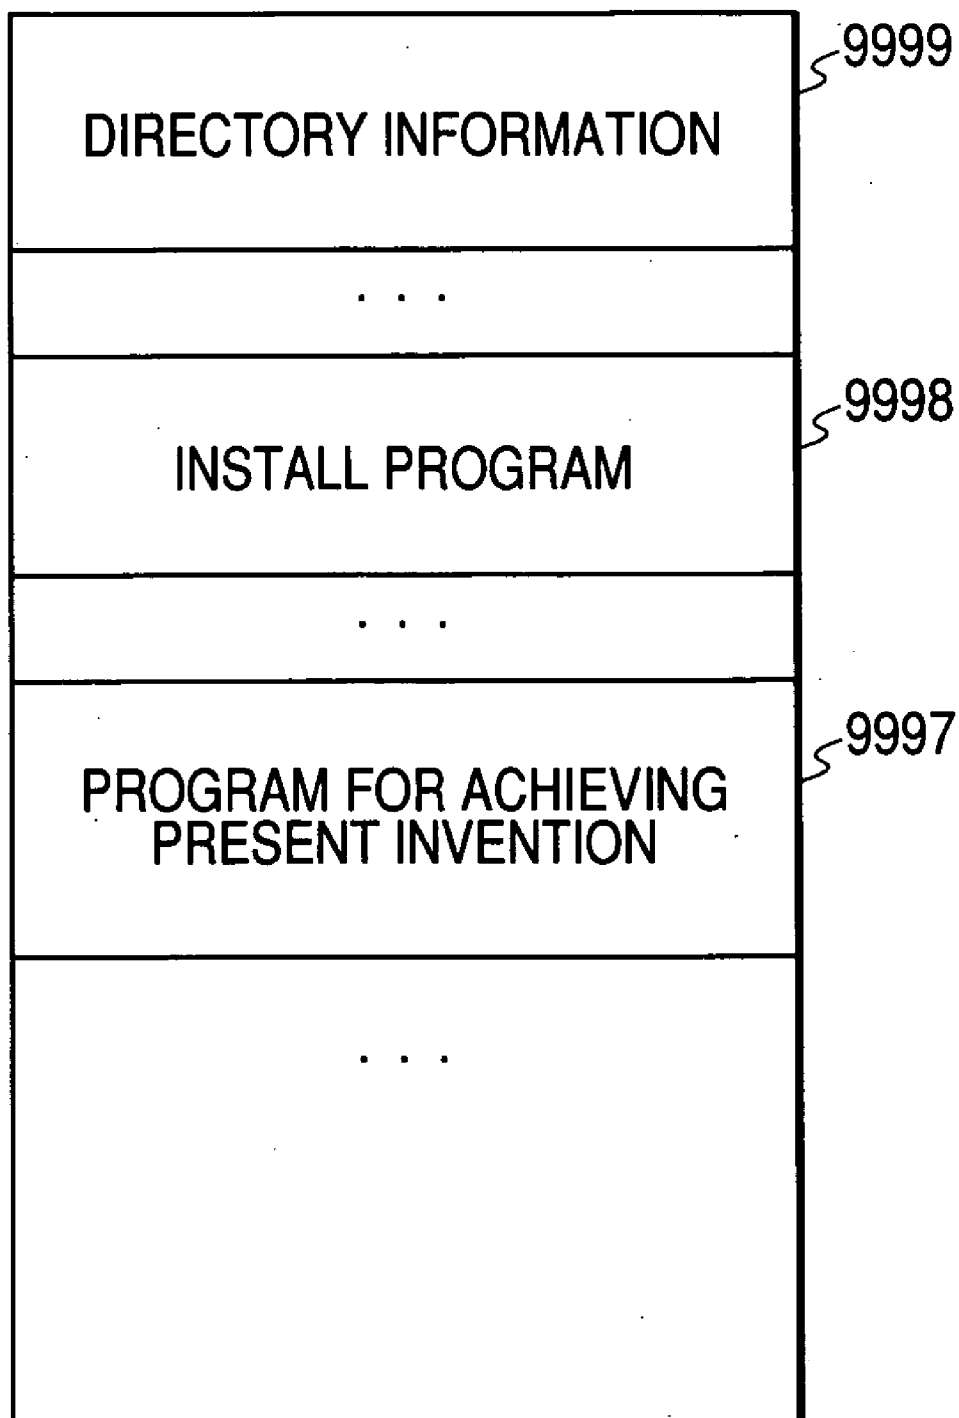 9999
DIRECTORY INFORMATION
. . .
9998
INSTALL PROGRAM
. . .
9997
PROGRAM FOR ACHIEVING
PRESENT INVENTION
. . .